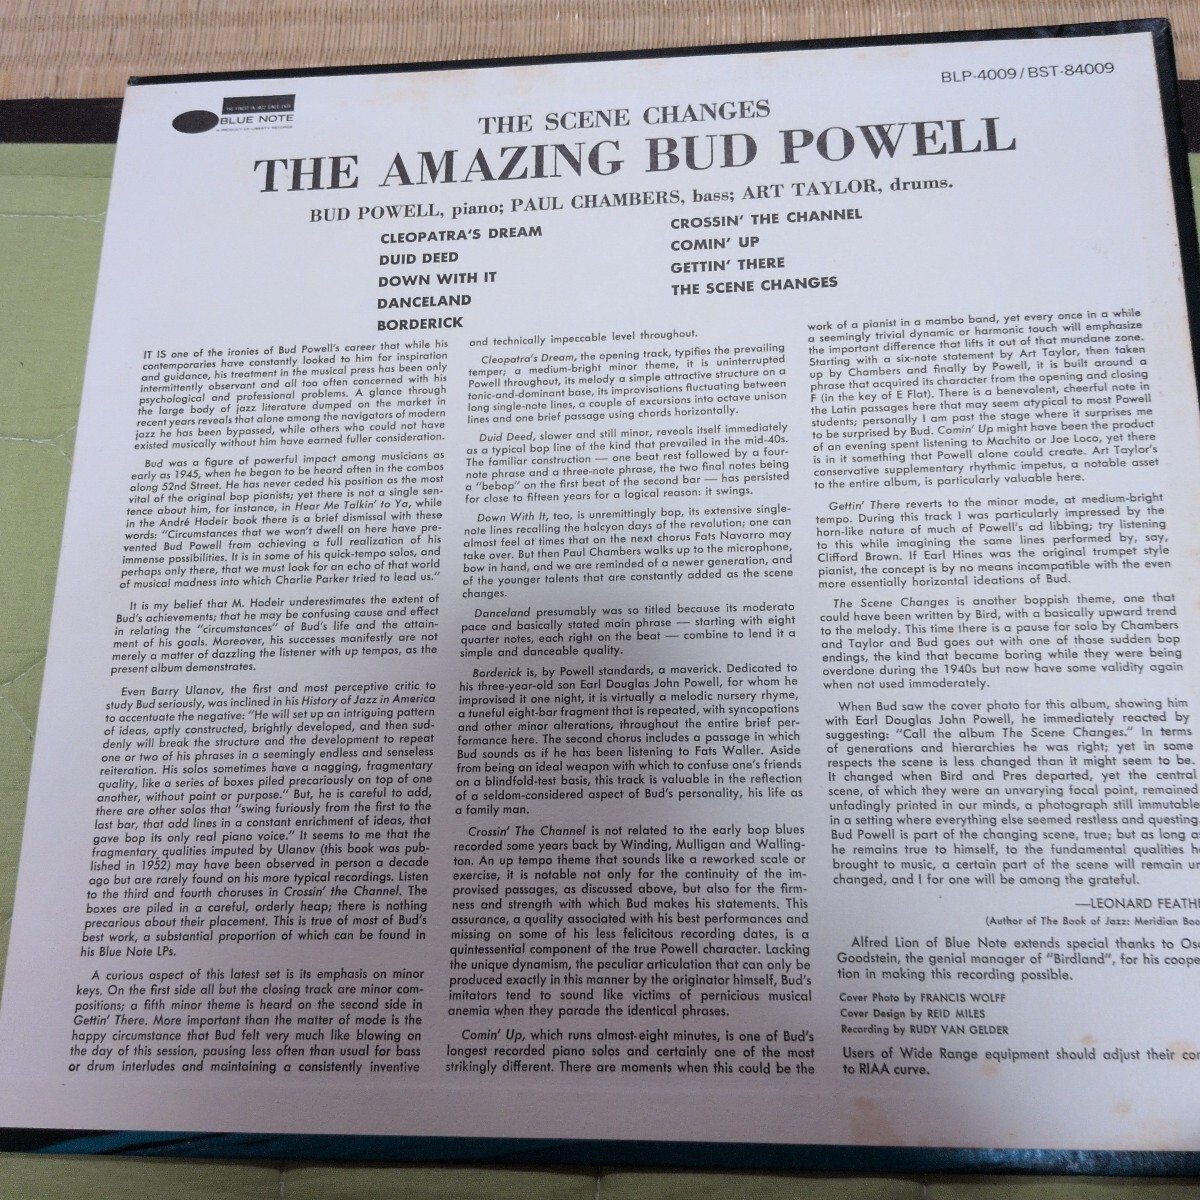 THE FINEST IN JAZZ SINCE 1939
BLUE NOTE
A PRODUCT OF LIBERTY RECORDS
BLP-4009/BST-84009
THE SCENE CHANGES
THE AMAZING BUD POWELL
BUD POWELL, piano; PAUL CHAMBERS, bass; ART TAYLOR, drums.
CLEOPATRA'S DREAM
DUID DEED
DOWN WITH IT
DANCELAND
BORDERICK
CROSSIN' THE CHANNEL
COMIN' UP
GETTIN' THERE
THE SCENE CHANGES
IT IS one of the ironies of Bud Powell's career that while his
contemporaries have constantly looked to him for inspiration
and guidance, his treatment in the musical press has been only
intermittently observant and all too often concerned with his
psychological and professional problems. A glance through
the large body of jazz literature dumped on the market in
recent years reveals that alone among the navigators of modern
jazz he has been bypassed, while others who could not have
existed musically without him have earned fuller consideration.
Bud was a figure of powerful impact among musicians as
early as 1945, when he began to be heard often in the combos
along 52nd Street. He has never ceded his position as the most
vital of the original bop pianists; yet there is not a single sen-
tence about him, for instance, in Hear Me Talkin' to Ya, while
in the André Hodeir book there is a brief dismissal with these
words: "Circumstances that we won't dwell on here have pre-
vented Bud Powell from achieving a full realization of his
immense possibilities. It is in some of his quick-tempo solos, and
perhaps only there, that we must look for an echo of that world
of musical madness into which Charlie Parker tried to lead us."
It is my belief that M. Hodeir underestimates the extent of
Bud's achievements; that he may be confusing cause and effect
in relating the "circumstances" of Bud's life and the attain-
ment of his goals. Moreover, his successes manifestly are not
merely a matter of dazzling the listener with up tempos, as the
present album demonstrates.
Even Barry Ulanov, the first and most perceptive critic to
study Bud seriously, was inclined in his History of Jazz in America
to accentuate the negative: "He will set up an intriguing pattern
of ideas, aptly constructed, brightly developed, and then sud-
denly will break the structure and the development to repeat
one or two of his phrases in a seemingly endless and senseless
reiteration. His solos sometimes have a nagging, fragmentary
quality, like a series of boxes piled precariously on top of one
another, without point or purpose." But, he is careful to add,
there are other solos that "swing furiously from the first to the
last bar, that add lines in a constant enrichment of ideas, that
gave bop its only real piano voice." It seems to me that the
fragmentary qualities imputed by Ulanov (this book was pub-
lished in 1952) may have been observed in person a decade
ago but are rarely found on his more typical recordings. Listen
to the third and fourth choruses in Crossin' the Channel. The
boxes are piled in a careful, orderly heap; there is nothing
precarious about their placement. This is true of most of Bud's
best work, a substantial proportion of which can be found in
his Blue Note LPs.
A curious aspect of this latest set is its emphasis on minor
keys. On the first side all but the closing track are minor com-
positions; a fifth minor theme is heard on the second side in
Gettin' There. More important than the matter of mode is the
happy circumstance that Bud felt very much like blowing on
the day of this session, pausing less often than usual for bass
or drum interludes and maintaining a consistently inventive
and technically impeccable level throughout.
Cleopatra's Dream, the opening track, typifies the prevailing
temper; a medium-bright minor theme, it is uninterrupted
Powell throughout, its melody a simple attractive structure on a
tonic-and-dominant base, its improvisations fluctuating between
long single-note lines, a couple of excursions into octave unison
lines and one brief passage using chords horizontally.
Duid Deed, slower and still minor, reveals itself immediately
as a typical bop line of the kind that prevailed in the mid-40s.
The familiar construction — one beat rest followed by a four-
note phrase and a three-note phrase, the two final notes being
a "bebop" on the first beat of the second bar — has persisted
for close to fifteen years for a logical reason: it swings.
Down With It, too, is unremittingly bop, its extensive single-
note lines recalling the halcyon days of the revolution; one can
almost feel at times that on the next chorus Fats Navarro may
take over. But then Paul Chambers walks up to the microphone,
bow in hand, and we are reminded of a newer generation, and
of the younger talents that are constantly added as the scene
changes.
Danceland presumably was so titled because its moderato
pace and basically stated main phrase — starting with eight
quarter notes, each right on the beat — combine to lend it a
simple and danceable quality.
Borderick is, by Powell standards, a maverick. Dedicated to
his three-year-old son Earl Douglas John Powell, for whom he
improvised it one night, it is virtually a melodic nursery rhyme,
a tuneful eight-bar fragment that is repeated, with syncopations
and other minor alterations, throughout the entire brief per-
formance here. The second chorus includes a passage in which
Bud sounds as if he has been listening to Fats Waller. Aside
from being an ideal weapon with which to confuse one's friends
on a blindfold-test basis, this track is valuable in the reflection
of a seldom-considered aspect of Bud's personality, his life as
a family man.
Crossin' The Channel is not related to the early bop blues
recorded some years back by Winding, Mulligan and Walling-
ton. An up tempo theme that sounds like a reworked scale or
exercise, it is notable not only for the continuity of the im-
provised passages, as discussed above, but also for the firm-
ness and strength with which Bud makes his statements. This
assurance, a quality associated with his best performances and
missing on some of his less felicitous recording dates, is a
quintessential component of the true Powell character. Lacking
the unique dynamism, the peculiar articulation that can only be
produced exactly in this manner by the originator himself, Bud's
imitators tend to sound like victims of pernicious musical
anemia when they parade the identical phrases.
Comin' Up, which runs almost-eight minutes, is one of Bud's
longest recorded piano solos and certainly one of the most
strikingly different. There are moments when this could be the
work of a pianist in a mambo band, yet every once in a while
a seemingly trivial dynamic or harmonic touch will emphasize
the important difference that lifts it out of that mundane zone.
Starting with a six-note statement by Art Taylor, then taken
up by Chambers and finally by Powell, it is built around a
phrase that acquired its character from the opening and closing
F (in the key of E Flat). There is a benevolent, cheerful note in
the Latin passages here that may seem atypical to most Powell
students; personally I am past the stage where it surprises me
to be surprised by Bud. Comin' Up might have been the product
of an evening spent listening to Machito or Joe Loco, yet there
is in it something that Powell alone could create. Art Taylor's
conservative supplementary rhythmic impetus, a notable asset
to the entire album, is particularly valuable here.
Gettin' There reverts to the minor mode, at medium-bright
tempo. During this track I was particularly impressed by the
horn-like nature of much of Powell's ad libbing; try listening
to this while imagining the same lines performed by, say,
Clifford Brown. If Earl Hines was the original trumpet style
pianist, the concept is by no means incompatible with the even
more essentially horizontal ideations of Bud.
The Scene Changes is another boppish theme, one that
could have been written by Bird, with a basically upward trend
to the melody. This time there is a pause for solo by Chambers
and Taylor and Bud goes out with one of those sudden bop
endings, the kind that became boring while they were being
overdone during the 1940s but now have some validity again
when not used immoderately.
When Bud saw the cover photo for this album, showing him
with Earl Douglas John Powell, he immediately reacted by
suggesting: "Call the album The Scene Changes." In terms
of generations and hierarchies he was right; yet in some
respects the scene is less changed than it might seem to be.
It changed when Bird and Pres departed, yet the central
scene, of which they were an unvarying focal point, remained
unfadingly printed in our minds, a photograph still immutable
in a setting where everything else seemed restless and questing.
Bud Powell is part of the changing scene, true; but as long as
he remains true to himself, to the fundamental qualities he
brought to music, a certain part of the scene will remain un
changed, and I for one will be among the grateful.
—LEONARD FEATHE
(Author of The Book of Jazz: Meridian Boo
Alfred Lion of Blue Note extends special thanks to Osc
Goodstein, the genial manager of "Birdland", for his coope
tion in making this recording possible.
Cover Photo by FRANCIS WOLFF
Cover Design by REID MILES
Recording by RUDY VAN GELDER
Users of Wide Range equipment should adjust their con
to RIAA curve.